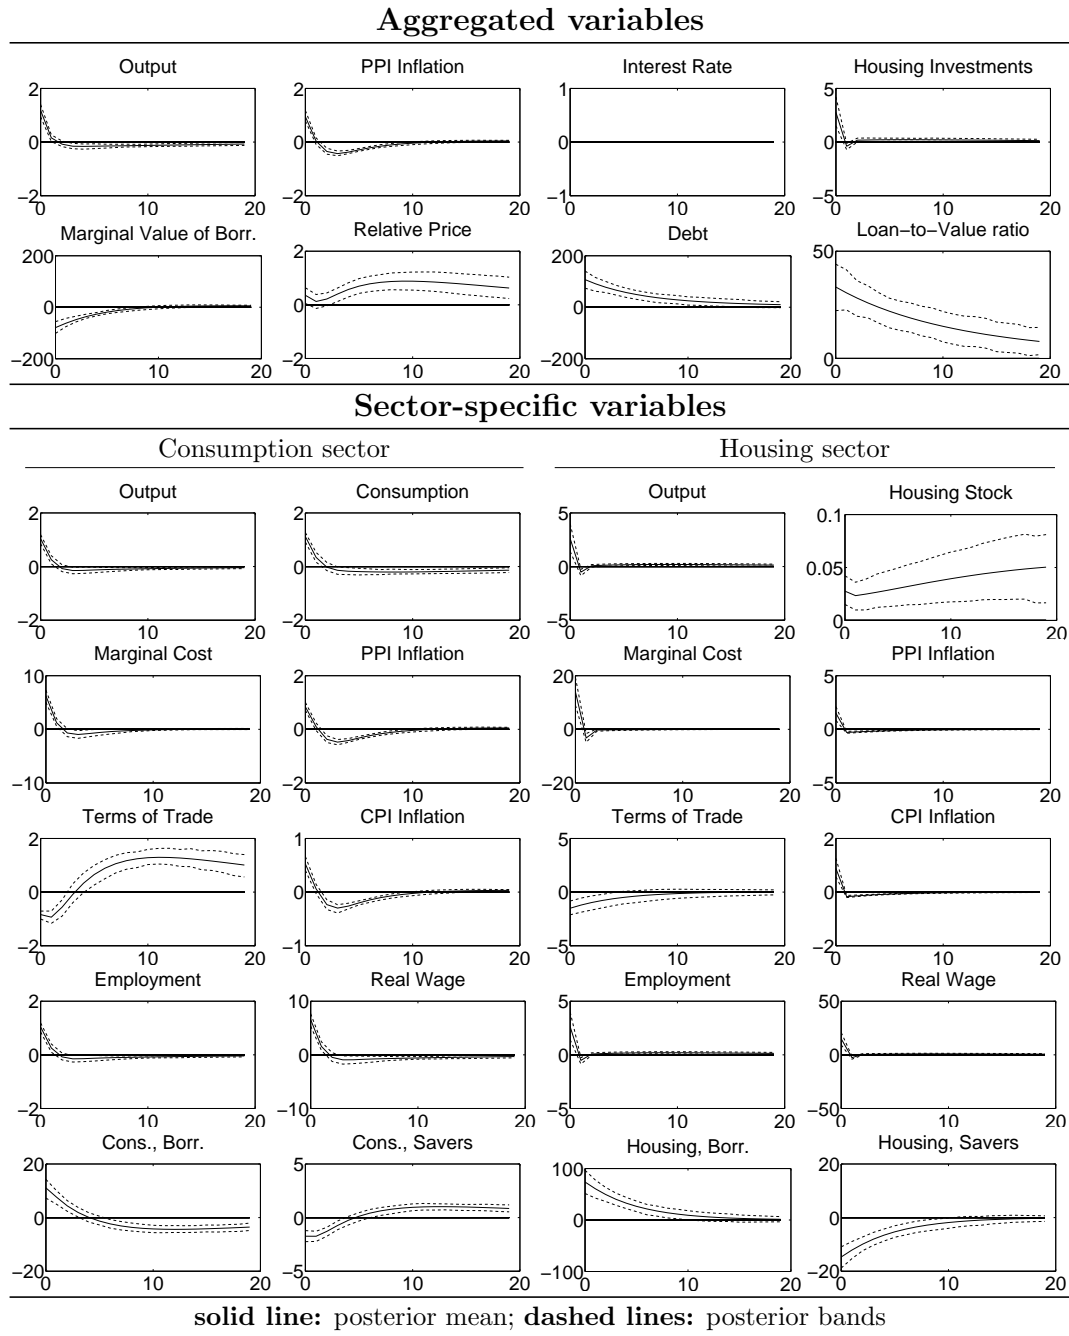 Aggregated variables
Output PPI Inflation Interest Rate Housing Investments
2 2 1 5
0 0 0 0
−2 −2 −1 −5
0 10 20 0 10 20 0 10 20 0 10 20
Marginal Value of Borr. Relative Price Debt Loan−to−Value ratio
200 2 200 50
0 0 0
−200 −2 −200 0
0 10 20 0 10 20 0 10 20 0 10 20
Sector-specific variables
Consumption sector Housing sector
Output Consumption Output Housing Stock
2 2 5 0.1
0 0 0 0.05
−2 −2 −5 0
0 10 20 0 10 20 0 10 20 0 10 20
Marginal Cost PPI Inflation Marginal Cost PPI Inflation
10 2 20 5
0 0 0 0
−10 −2 −20 −5
0 10 20 0 10 20 0 10 20 0 10 20
Terms of Trade CPI Inflation Terms of Trade CPI Inflation
2 1 5 2
0 0 0 0
−2 −1 −5 −2
0 10 20 0 10 20 0 10 20 0 10 20
Employment Real Wage Employment Real Wage
2 10 5 50
0 0 0 0
−2 −10 −5 −50
0 10 20 0 10 20 0 10 20 0 10 20
Cons., Borr. Cons., Savers Housing, Borr. Housing, Savers
20 5 100 20
0 0 0 0
−20 −5 −100 −20
0 10 20 0 10 20 0 10 20 0 10 20
solid line: posterior mean; dashed lines: posterior bands